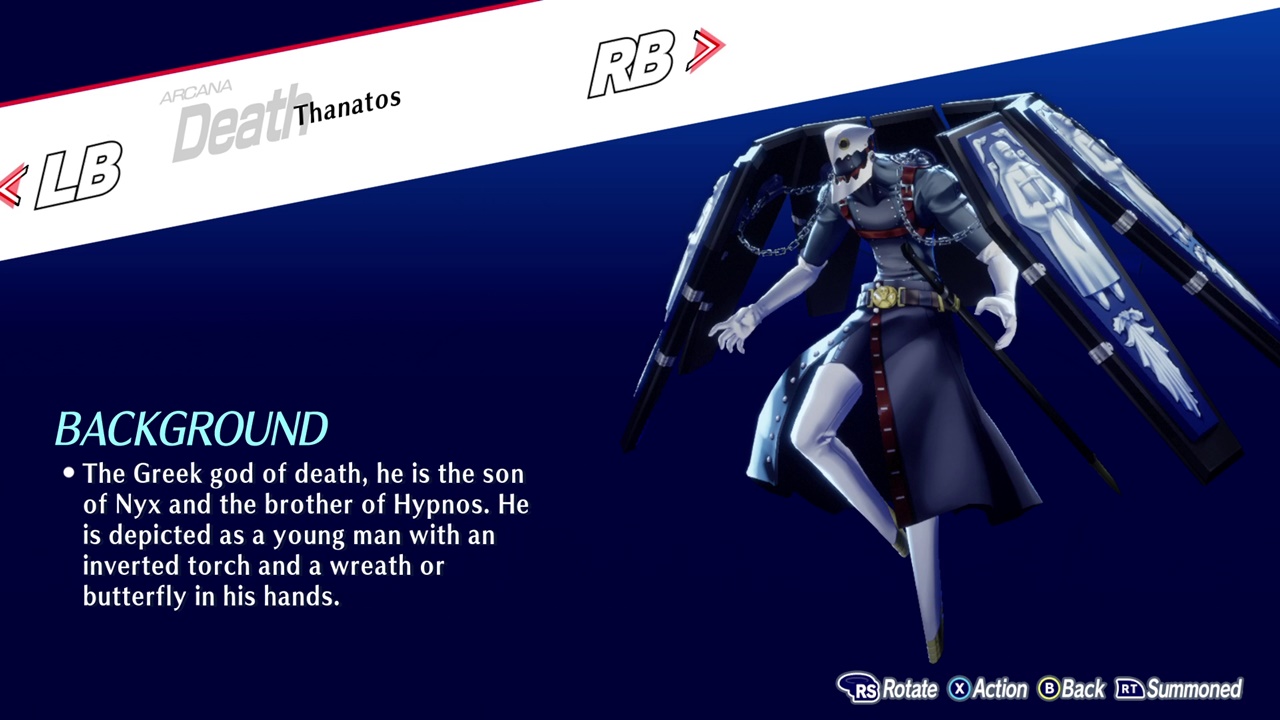 ARCANA
Death Thanatos
LB
RB
BACKGROUND
• The Greek god of death, he is the son
of Nyx and the brother of Hypnos. He
is depicted as a young man with an
inverted torch and a wreath or
butterfly in his hands.
RS Rotate X Action B Back RT Summoned